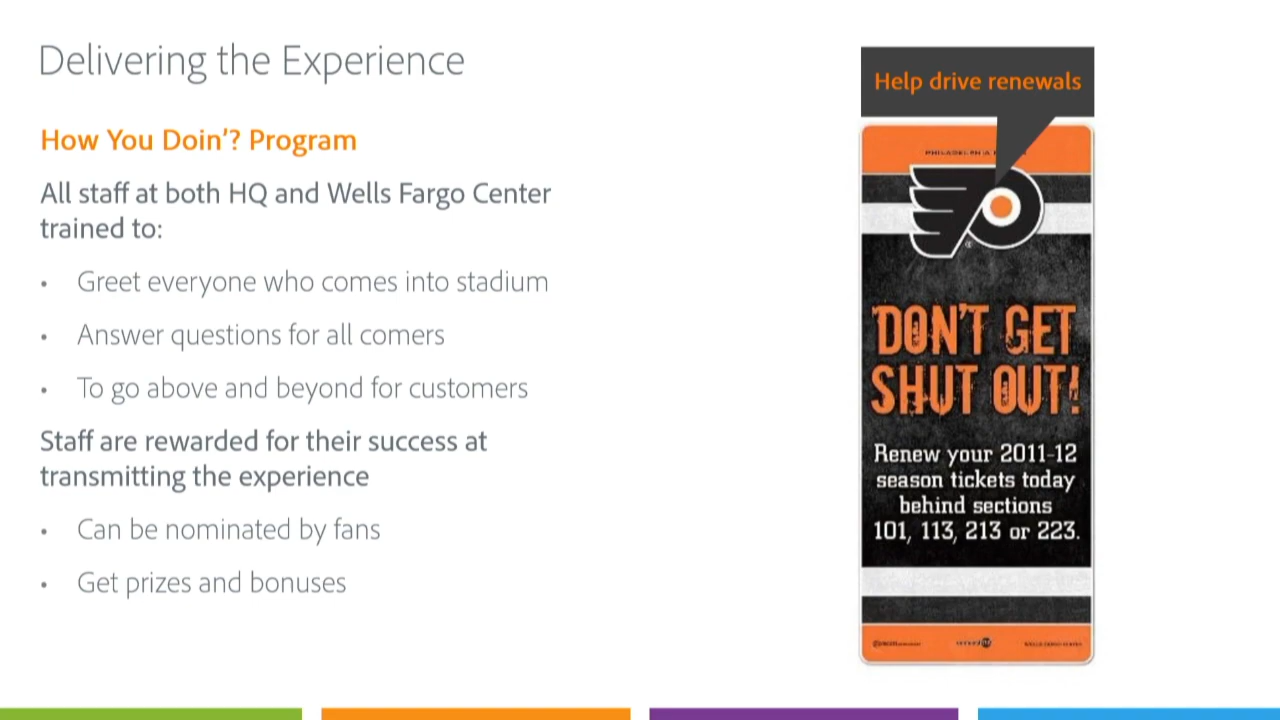 Delivering the Experience
How You Doin'? Program
All staff at both HQ and Wells Fargo Center
trained to:
• Greet everyone who comes into stadium
• Answer questions for all comers
• To go above and beyond for customers
Staff are rewarded for their success at
transmitting the experience
• Can be nominated by fans
• Get prizes and bonuses
Help drive renewals
PHILADELPHIA
DON'T GET
SHUT OUT!
Renew your 2011-12
season tickets today
behind sections
101, 113, 213 or 223.
WELLS FARGO CENTER